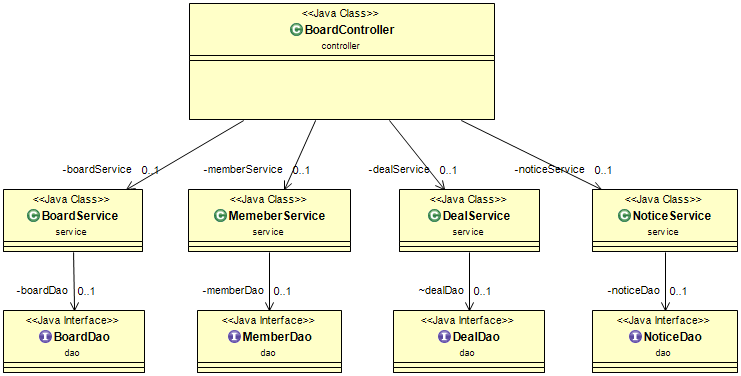 <<Java Class>>
BoardController
controller
-boardService 0..1
-memberService 0..1
-dealService 0..1
-noticeService 0..1
<<Java Class>>
BoardService
service
<<Java Class>>
MemeberService
service
<<Java Class>>
DealService
service
<<Java Class>>
NoticeService
service
-boardDao 0..1
-memberDao 0..1
~dealDao 0..1
-noticeDao 0..1
<<Java Interface>>
I BoardDao
dao
<<Java Interface>>
I MemberDao
dao
<<Java Interface>>
I DealDao
dao
<<Java Interface>>
I NoticeDao
dao